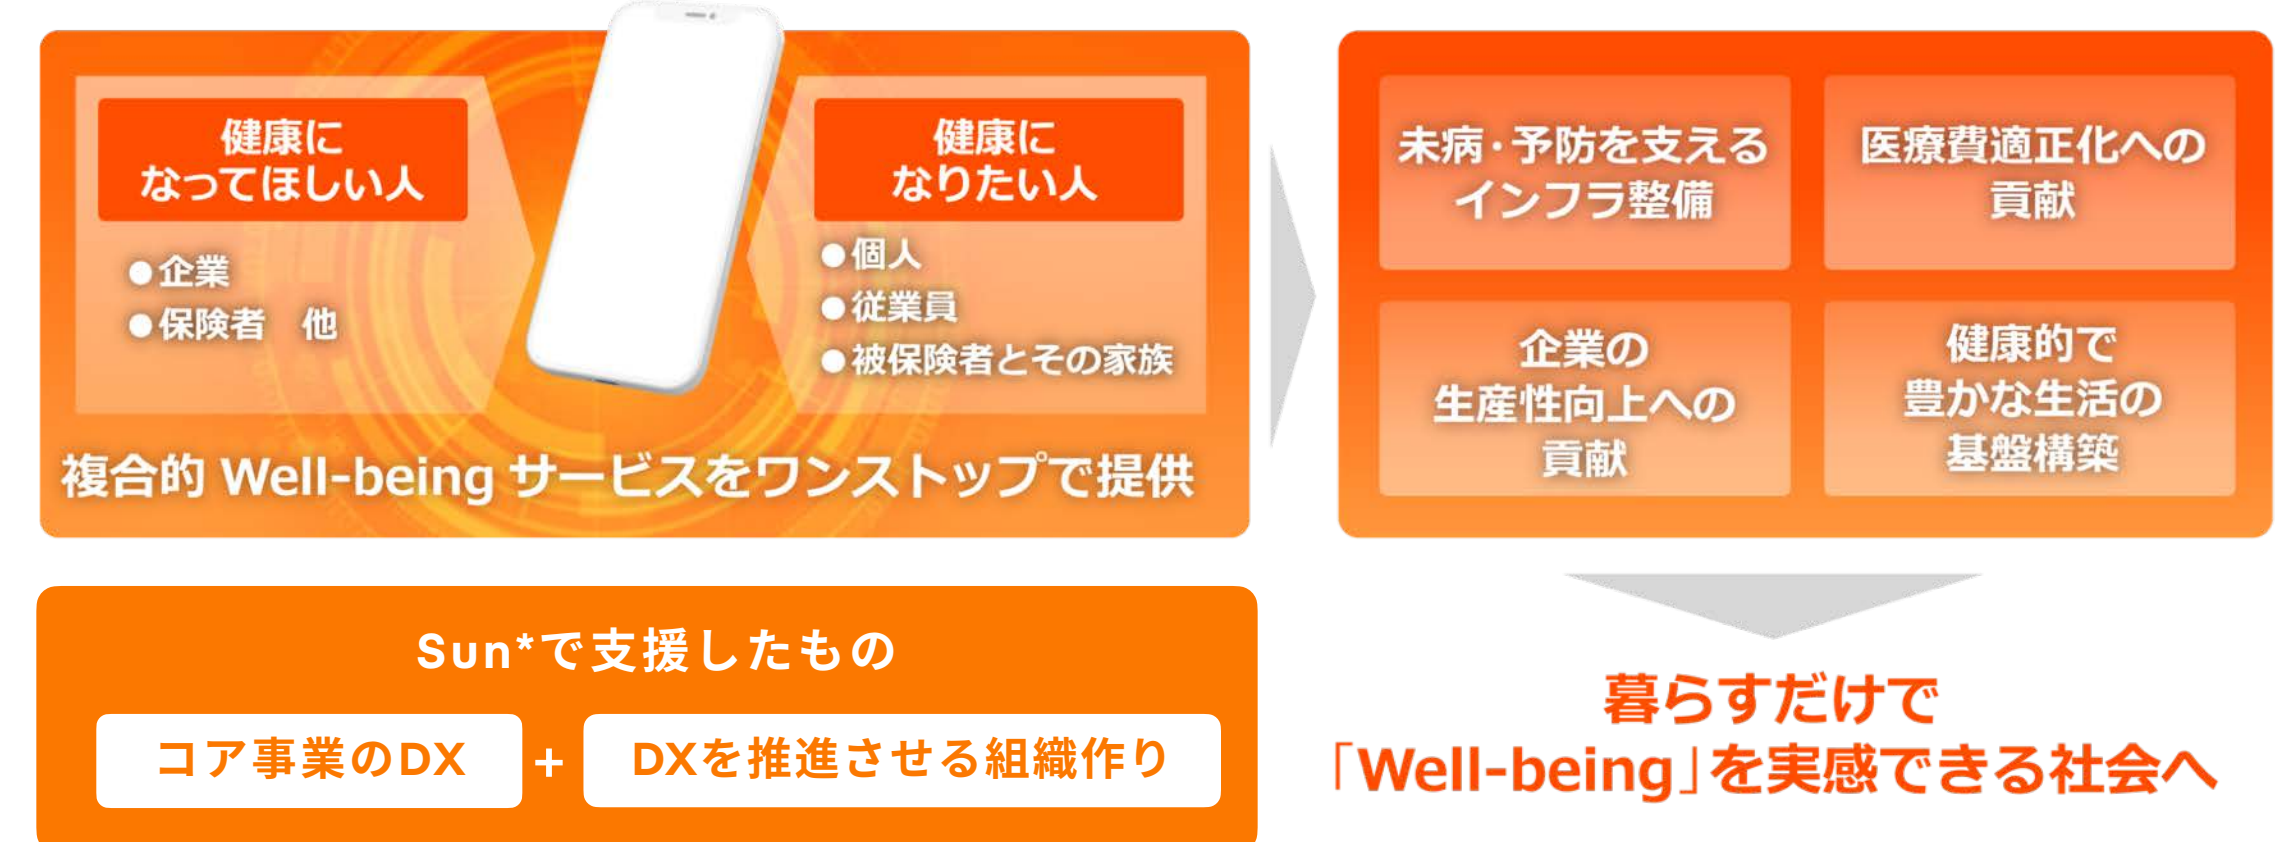 健康に
なってほしい人
●企業
●保険者　他
健康に
なりたい人
●個人
●従業員
●被保険者とその家族
複合的 Well-being サービスをワンストップで提供
未病・予防を支える
インフラ整備
医療費適正化への
貢献
企業の
生産性向上への
貢献
健康的で
豊かな生活の
基盤構築
Sun*で支援したもの
コア事業のDX
+
DXを推進させる組織作り
暮らすだけで
「Well-being」を実感できる社会へ